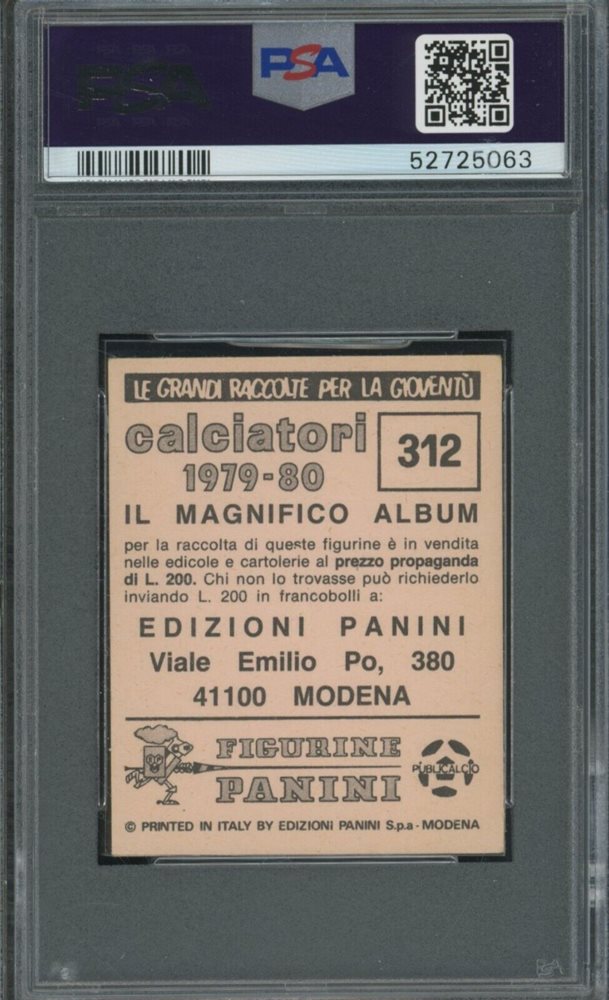 PSA
PSA
52725063
LE GRANDI RACCOLTE PER LA GIOVENTÙ
calciatori
1979-80
312
IL MAGNIFICO ALBUM
per la raccolta di queste figurine è in vendita
nelle edicole e cartolerie al prezzo propaganda
di L. 200. Chi non lo trovasse può richiederlo
inviando L. 200 in francobolli a:
EDIZIONI PANINI
Viale Emilio Po, 380
41100 MODENA
FIGURINE
PANINI
PUBLICALCIO
© PRINTED IN ITALY BY EDIZIONI PANINI S.p.a - MODENA
PSA